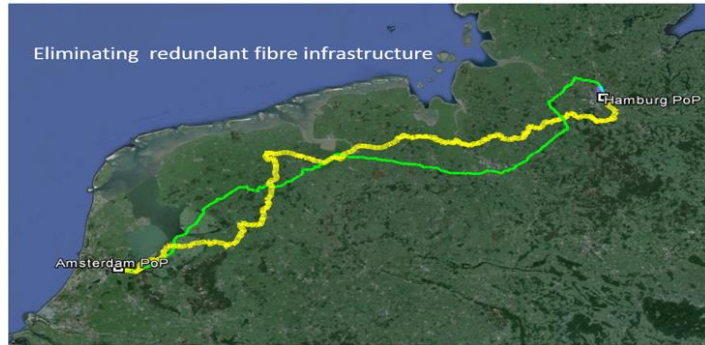 Eliminating redundant fibre infrastructure
Hamburg PoP
Amsterdam PoP